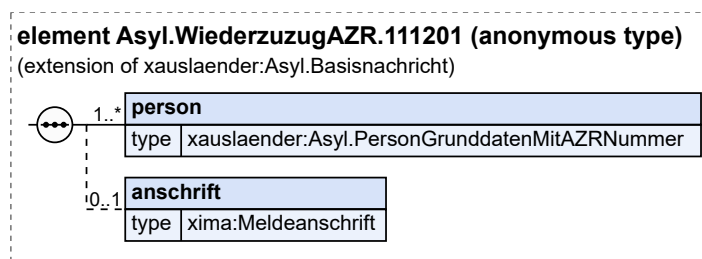 element Asyl.WiederzuzugAZR.111201 (anonymous type)
(extension of xauslaender:Asyl.Basisnachricht)
1..* person
type xauslaender:Asyl.PersonGrunddatenMitAZRNummer
0..1 anschrift
type xima:Meldeanschrift